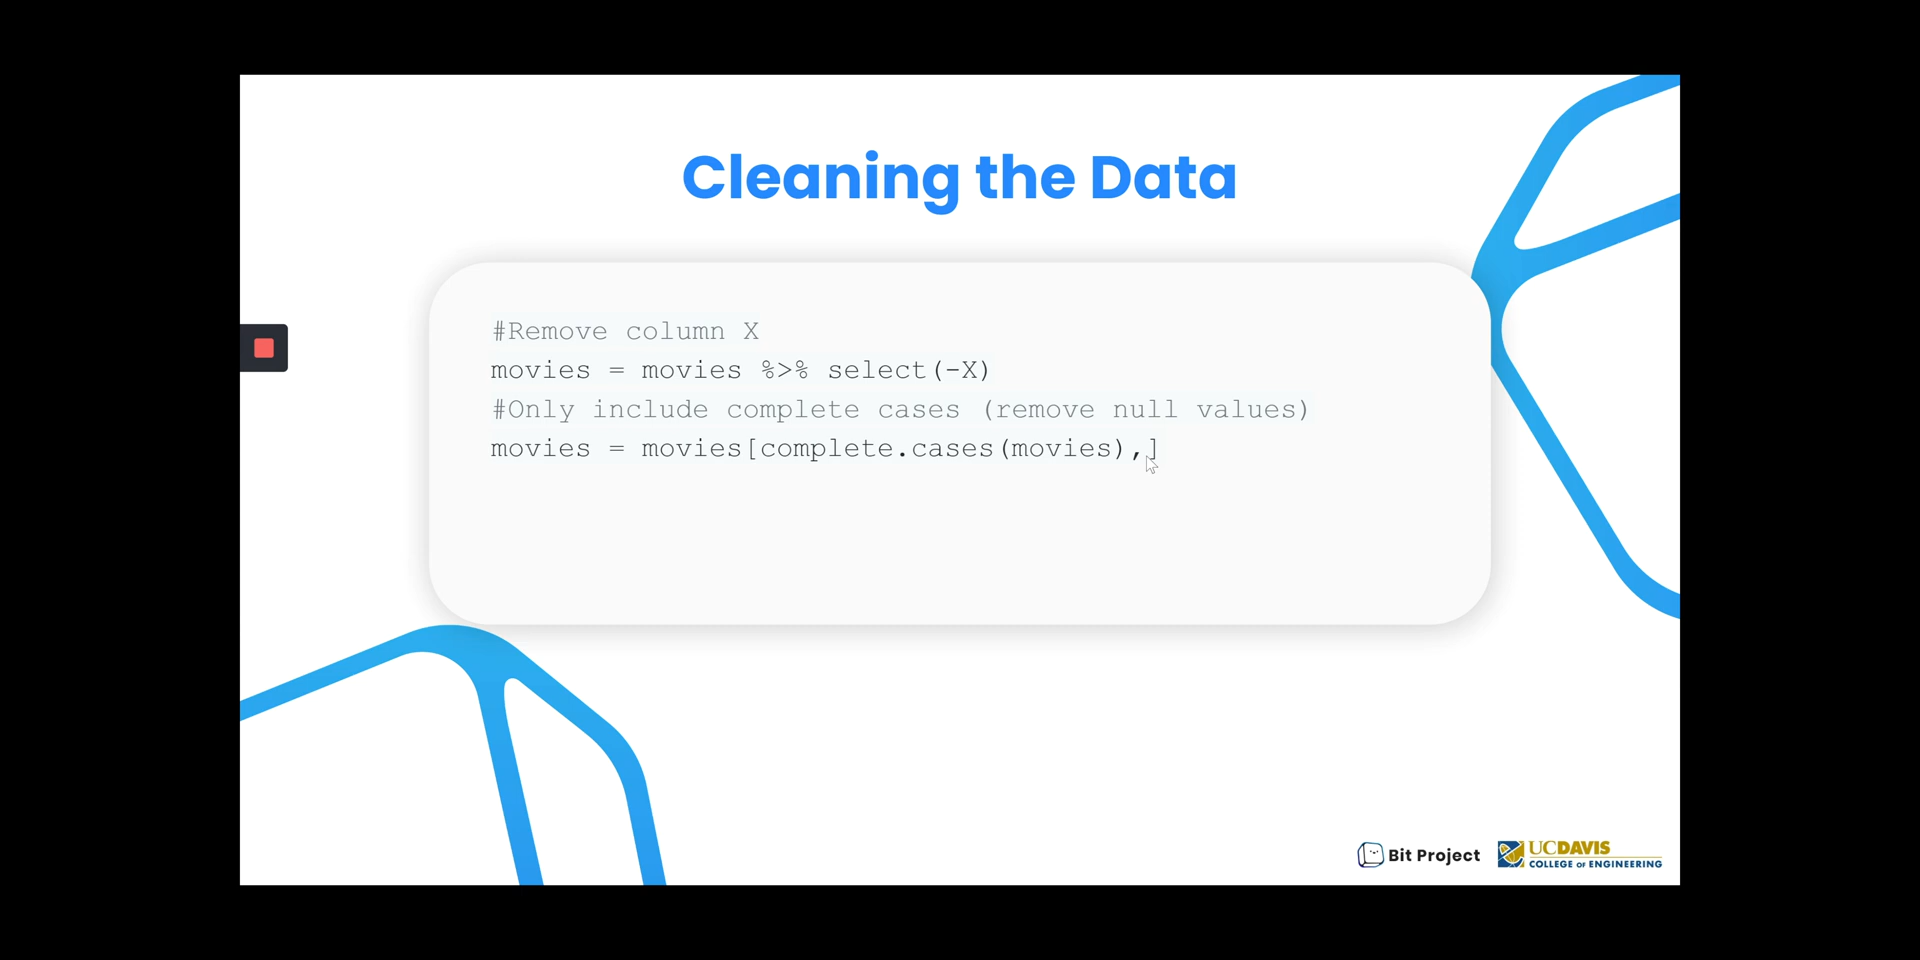 Cleaning the Data
#Remove column X
movies = movies %>% select(-X)
#Only include complete cases (remove null values)
movies = movies[complete.cases(movies),]
Bit Project
UCDAVIS
COLLEGE OF ENGINEERING